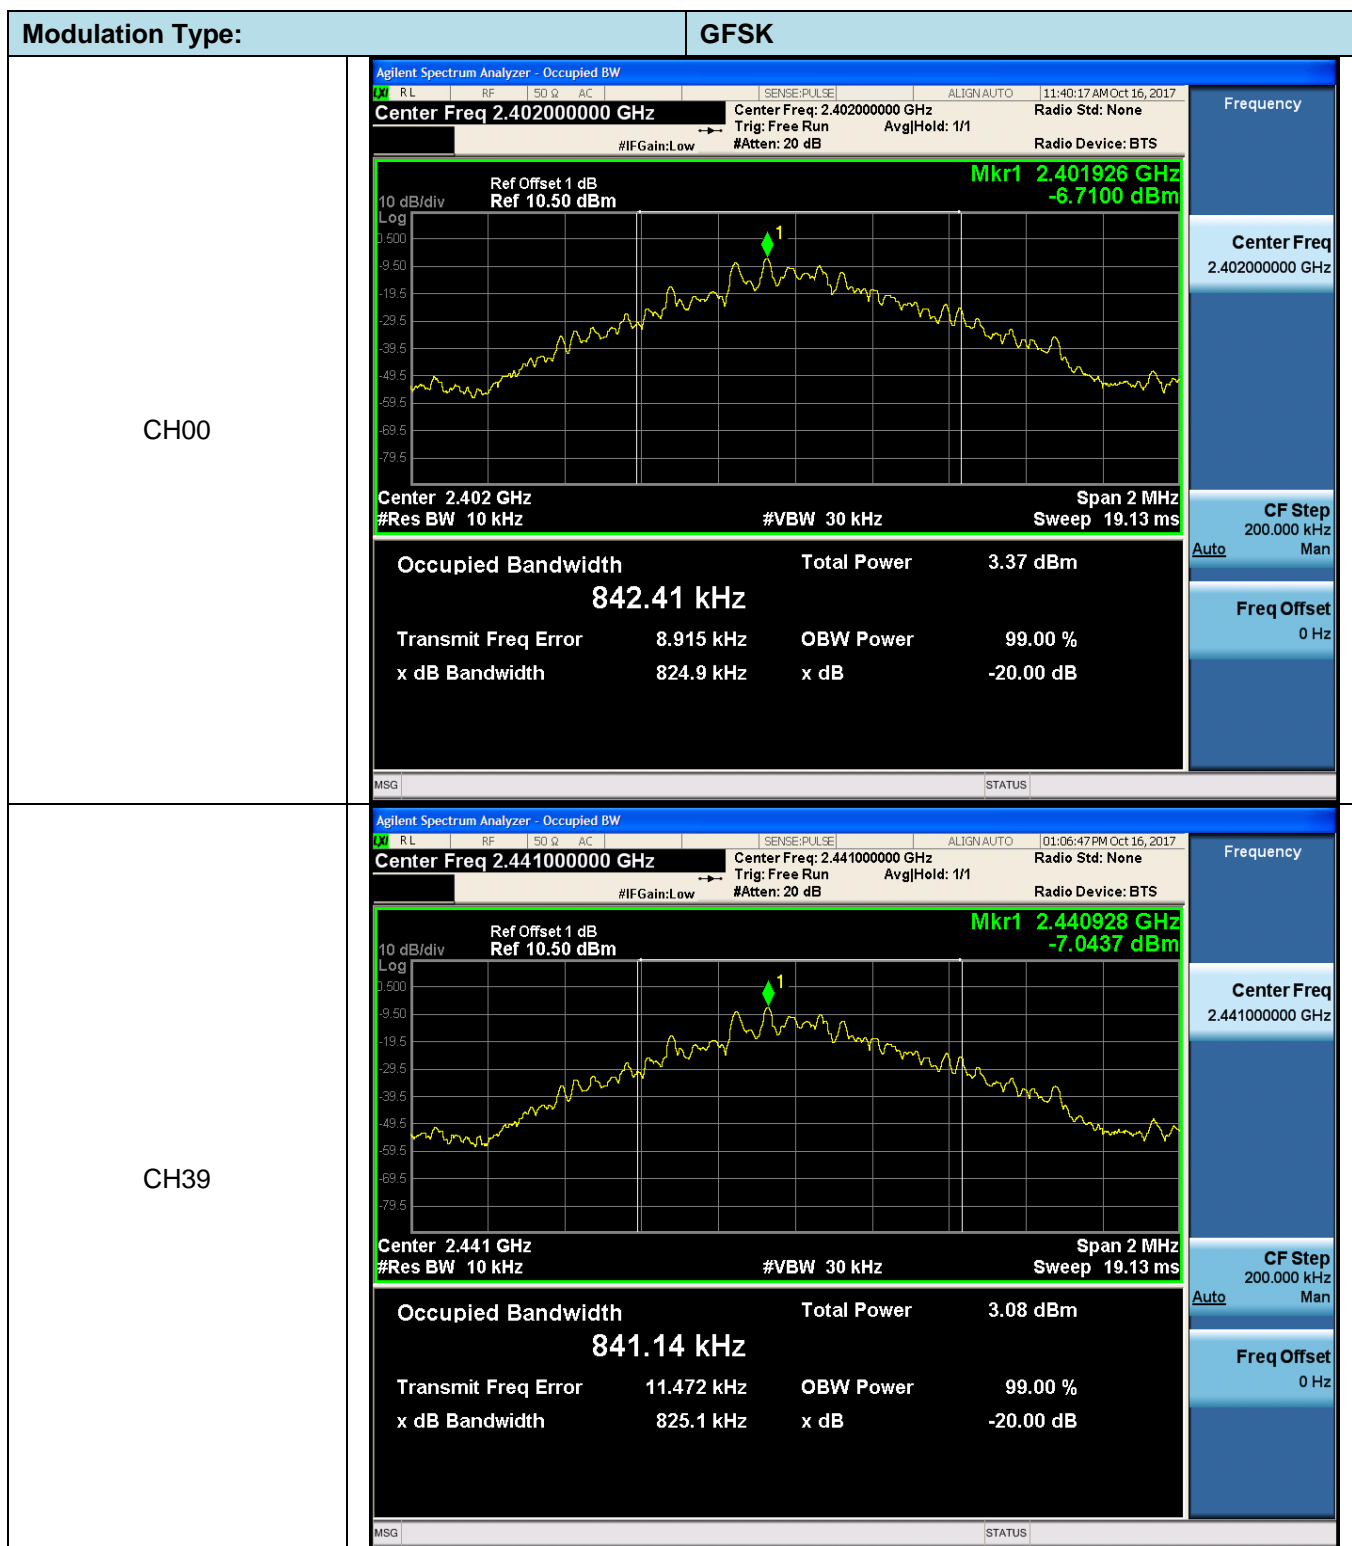 Modulation Type: GFSK
CH00
Agilent Spectrum Analyzer - Occupied BW
LXI RL RF 50 Ω AC SENSE:PULSE ALIGN AUTO 11:40:17 AM Oct 16, 2017
Center Freq 2.402000000 GHz
Center Freq: 2.402000000 GHz Radio Std: None
Trig: Free Run Avg|Hold: 1/1
#IFGain:Low #Atten: 20 dB Radio Device: BTS
Mkr1 2.401926 GHz
-6.7100 dBm
Ref Offset 1 dB
10 dB/div Ref 10.50 dBm
Log
0.500
-9.50
-19.5
-29.5
-39.5
-49.5
-59.5
-69.5
-79.5
1
Center 2.402 GHz Span 2 MHz
#Res BW 10 kHz #VBW 30 kHz Sweep 19.13 ms
Occupied Bandwidth Total Power 3.37 dBm
842.41 kHz
Transmit Freq Error 8.915 kHz OBW Power 99.00 %
x dB Bandwidth 824.9 kHz x dB -20.00 dB
MSG STATUS
Frequency
Center Freq
2.402000000 GHz
CF Step
200.000 kHz
Auto Man
Freq Offset
0 Hz
CH39
Agilent Spectrum Analyzer - Occupied BW
LXI RL RF 50 Ω AC SENSE:PULSE ALIGN AUTO 01:06:47 PM Oct 16, 2017
Center Freq 2.441000000 GHz
Center Freq: 2.441000000 GHz Radio Std: None
Trig: Free Run Avg|Hold: 1/1
#IFGain:Low #Atten: 20 dB Radio Device: BTS
Mkr1 2.440928 GHz
-7.0437 dBm
Ref Offset 1 dB
10 dB/div Ref 10.50 dBm
Log
0.500
-9.50
-19.5
-29.5
-39.5
-49.5
-59.5
-69.5
-79.5
1
Center 2.441 GHz Span 2 MHz
#Res BW 10 kHz #VBW 30 kHz Sweep 19.13 ms
Occupied Bandwidth Total Power 3.08 dBm
841.14 kHz
Transmit Freq Error 11.472 kHz OBW Power 99.00 %
x dB Bandwidth 825.1 kHz x dB -20.00 dB
MSG STATUS
Frequency
Center Freq
2.441000000 GHz
CF Step
200.000 kHz
Auto Man
Freq Offset
0 Hz